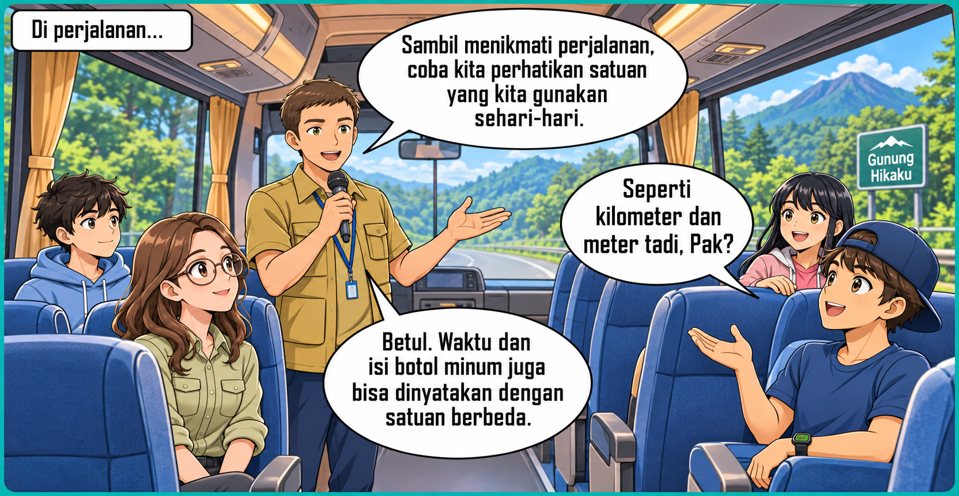 Di perjalanan...
Sambil menikmati perjalanan,
coba kita perhatikan satuan
yang kita gunakan
sehari-hari.
Gunung
Hikaku
Seperti
kilometer dan
meter tadi, Pak?
Betul. Waktu dan
isi botol minum juga
bisa dinyatakan dengan
satuan berbeda.